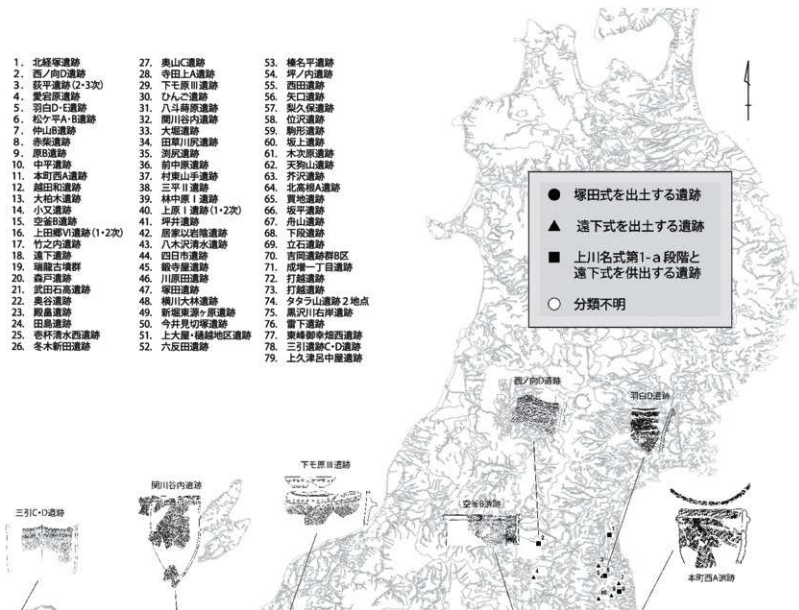 1. 北経塚遺跡
2. 西ノ向D遺跡
3. 荻平遺跡(2・3次)
4. 愛宕原遺跡
5. 羽白D・E遺跡
6. 松ケ平A・B遺跡
7. 仲山B遺跡
8. 赤柴遺跡
9. 原B遺跡
10. 中平遺跡
11. 本町西A遺跡
12. 越田和遺跡
13. 大柏木遺跡
14. 小又遺跡
15. 空釜B遺跡
16. 上田郷VI遺跡(1・2次)
17. 竹之内遺跡
18. 遠下遺跡
19. 瑞龍古墳群
20. 森戸遺跡
21. 武田石高遺跡
22. 奥谷遺跡
23. 殿畠遺跡
24. 田島遺跡
25. 壱杯清水西遺跡
26. 冬木新田遺跡
27. 奥山C遺跡
28. 寺田上A遺跡
29. 下モ原Ⅲ遺跡
30. ひんご遺跡
31. 八斗蒔原遺跡
32. 関川谷内遺跡
33. 大堀遺跡
34. 田草川尻遺跡
35. 渕尻遺跡
36. 前中原遺跡
37. 村東山手遺跡
38. 三平Ⅱ遺跡
39. 林中原Ⅰ遺跡
40. 上原Ⅰ遺跡(1・2次)
41. 坪井遺跡
42. 居家以岩陰遺跡
43. 八木沢清水遺跡
44. 四日市遺跡
45. 鍛寺屋遺跡
46. 川原田遺跡
47. 塚田遺跡
48. 横川大林遺跡
49. 新堀東源ヶ原遺跡
50. 今井見切塚遺跡
51. 上大屋・樋越地区遺跡
52. 六反田遺跡
53. 榛名平遺跡
54. 坪ノ内遺跡
55. 西田遺跡
56. 矢口遺跡
57. 梨久保遺跡
58. 位沢遺跡
59. 駒形遺跡
60. 坂上遺跡
61. 木次原遺跡
62. 天狗山遺跡
63. 芥沢遺跡
64. 北高根A遺跡
65. 買地遺跡
66. 坂平遺跡
67. 舟山遺跡
68. 下段遺跡
69. 立石遺跡
70. 吉岡遺跡群B区
71. 成増一丁目遺跡
72. 打越遺跡
73. 打越遺跡
74. タタラ山遺跡2地点
75. 黒沢川右岸遺跡
76. 雷下遺跡
77. 東峰御幸畑西遺跡
78. 三引遺跡C・D遺跡
79. 上久津呂中屋遺跡
● 塚田式を出土する遺跡
▲ 遠下式を出土する遺跡
■ 上川名式第1-a段階と
遠下式を供出する遺跡
○ 分類不明
西ノ向D遺跡
羽白D遺跡
下モ原Ⅲ遺跡
関川谷内遺跡
三引C・D遺跡
空釜B遺跡
本町西A遺跡
1
2
4